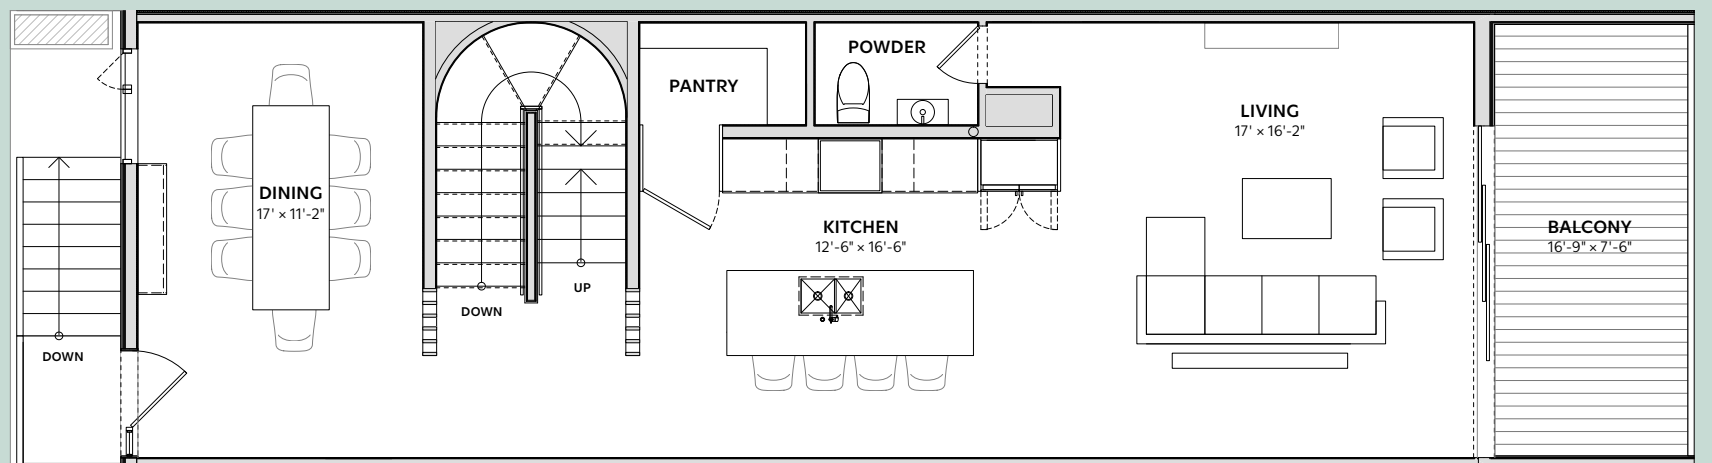 DOWN
DINING
17' × 11'-2"
DOWN
UP
PANTRY
POWDER
KITCHEN
12'-6" × 16'-6"
LIVING
17' × 16'-2"
BALCONY
16'-9" × 7'-6"